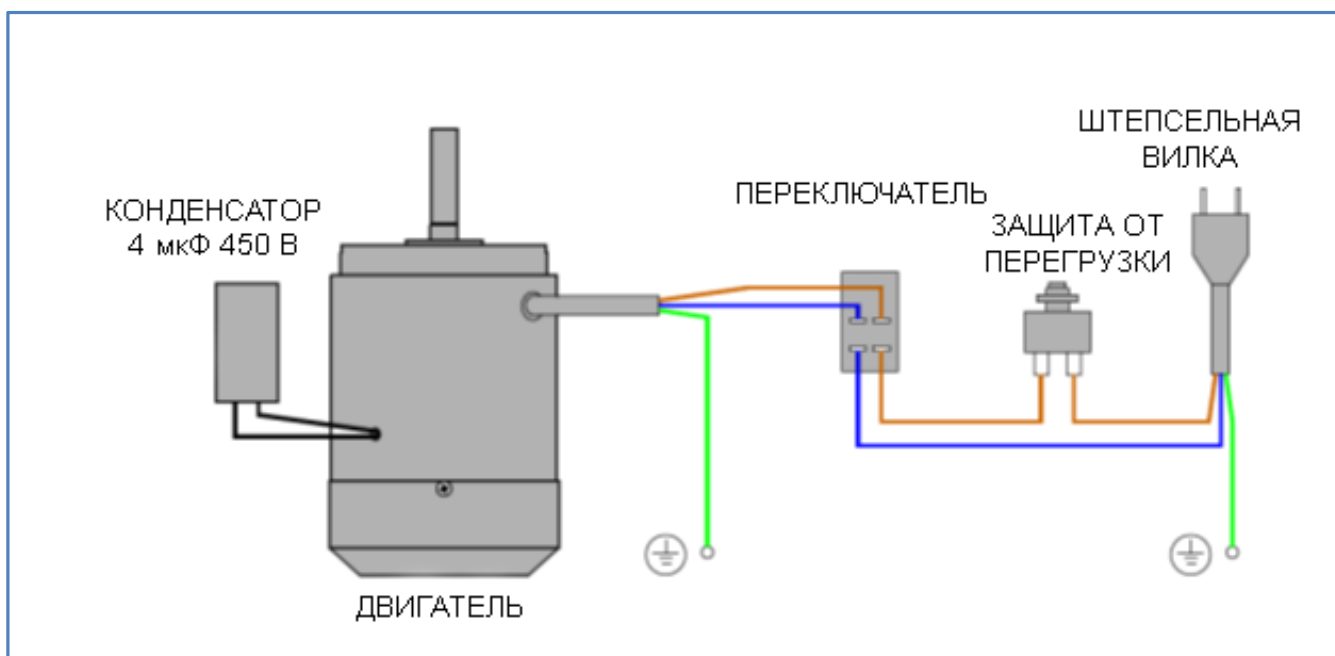 ШТЕПСЕЛЬНАЯ
ВИЛКА
ПЕРЕКЛЮЧАТЕЛЬ
КОНДЕНСАТОР
4 мкФ 450 В
ЗАЩИТА ОТ
ПЕРЕГРУЗКИ
ДВИГАТЕЛЬ